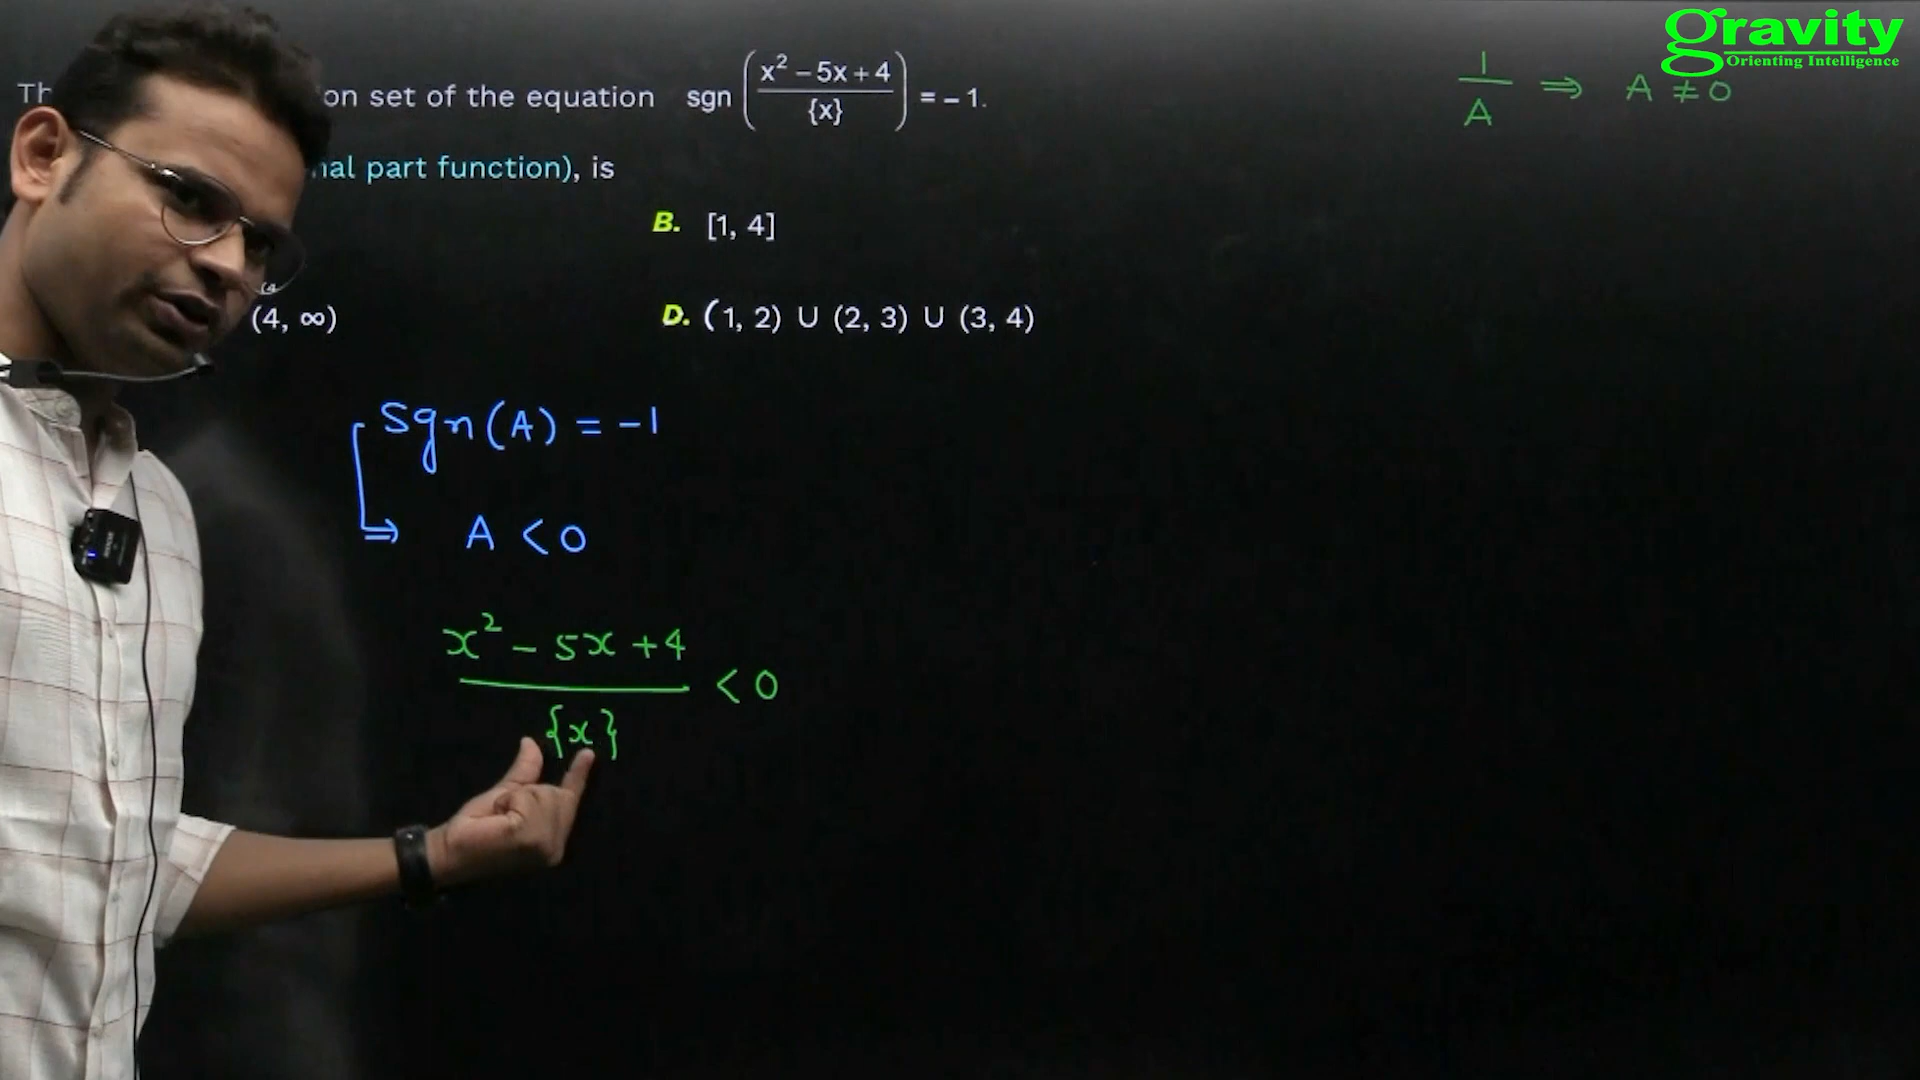 gravity
Orienting Intelligence
on set of the equation sgn (x² – 5x + 4 / {x}) = – 1.
1/A ⇒ A ≠ 0
nal part function), is
B. [1, 4]
(4, ∞)
D. (1, 2) ∪ (2, 3) ∪ (3, 4)
Sgn(A) = -1
⇒ A < 0
x² - 5x + 4 / {x} < 0